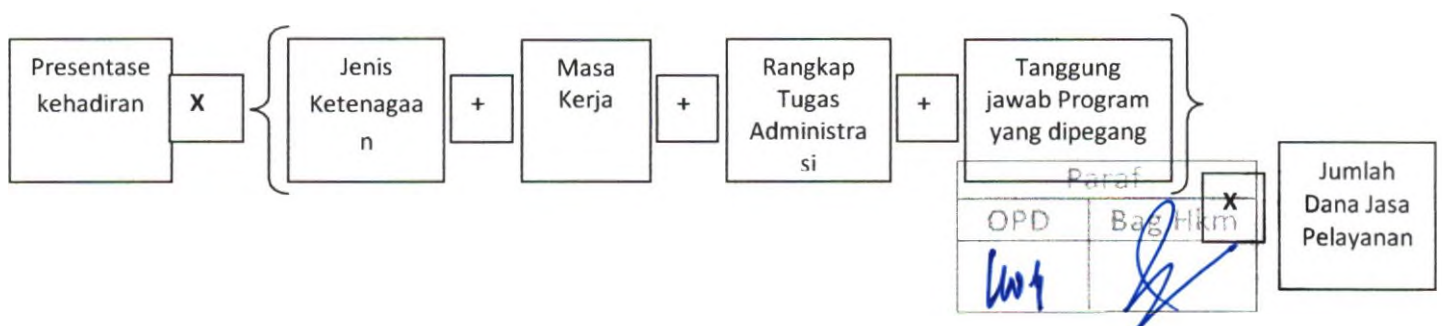 Presentase
kehadiran
X
{
Jenis
Ketenagaa
n
+
Masa
Kerja
+
Rangkap
Tugas
Administra
si
+
Tanggung
jawab Program
yang dipegang
}
X
Jumlah
Dana Jasa
Pelayanan
Paraf
OPD
Bag Hkm